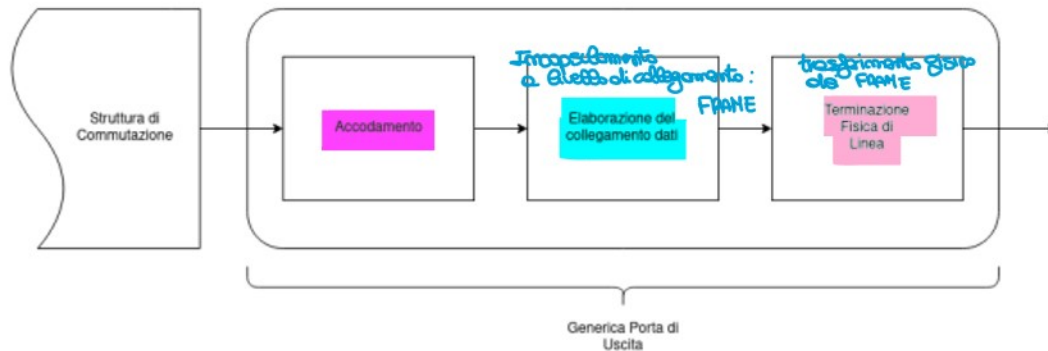 Incapsulamento
a livello di collegamento:
FRAME
trasferimento fisico
de FRAME
Struttura di
Commutazione
Accodamento
Elaborazione del
collegamento dati
Terminazione
Fisica di
Linea
Generica Porta di
Uscita